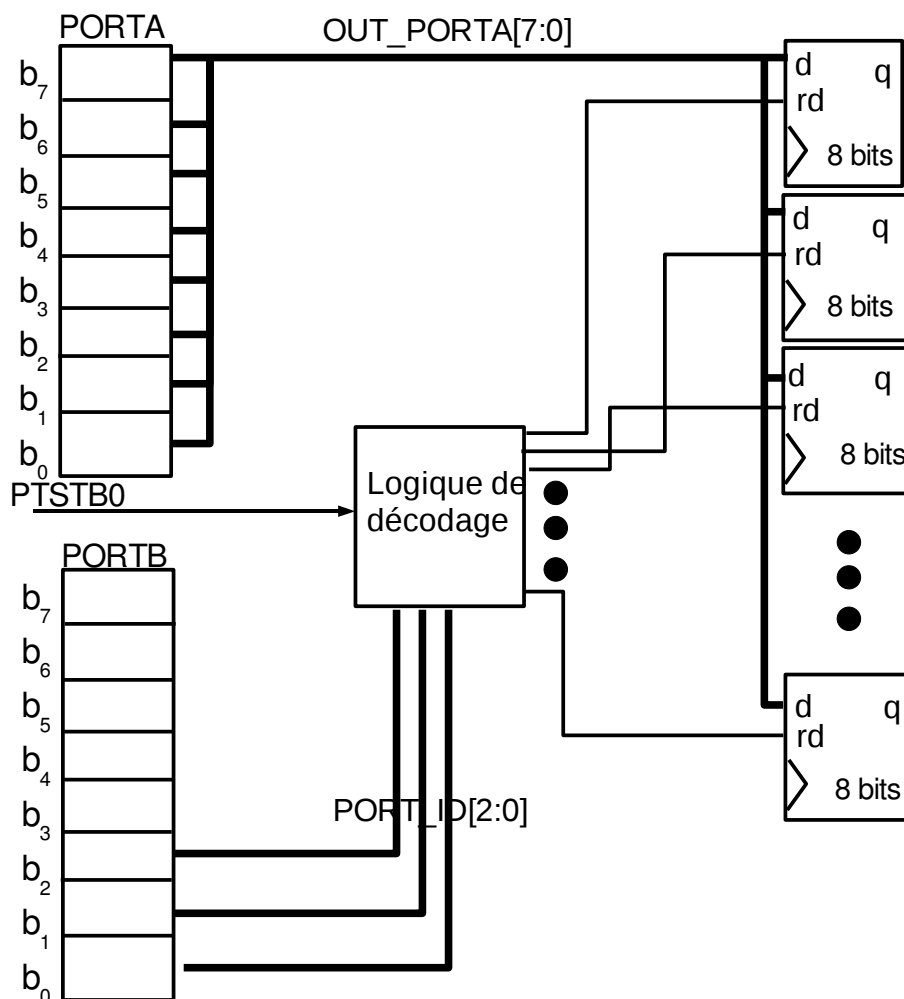 PORTA
OUT_PORTA[7:0]
b7
b6
b5
b4
b3
b2
b1
b0
d q
rd
8 bits
d q
rd
8 bits
d q
rd
8 bits
PTSTB0
Logique de
décodage
PORTB
b7
b6
b5
b4
b3
b2
b1
b0
PORT_ID[2:0]
d q
rd
8 bits